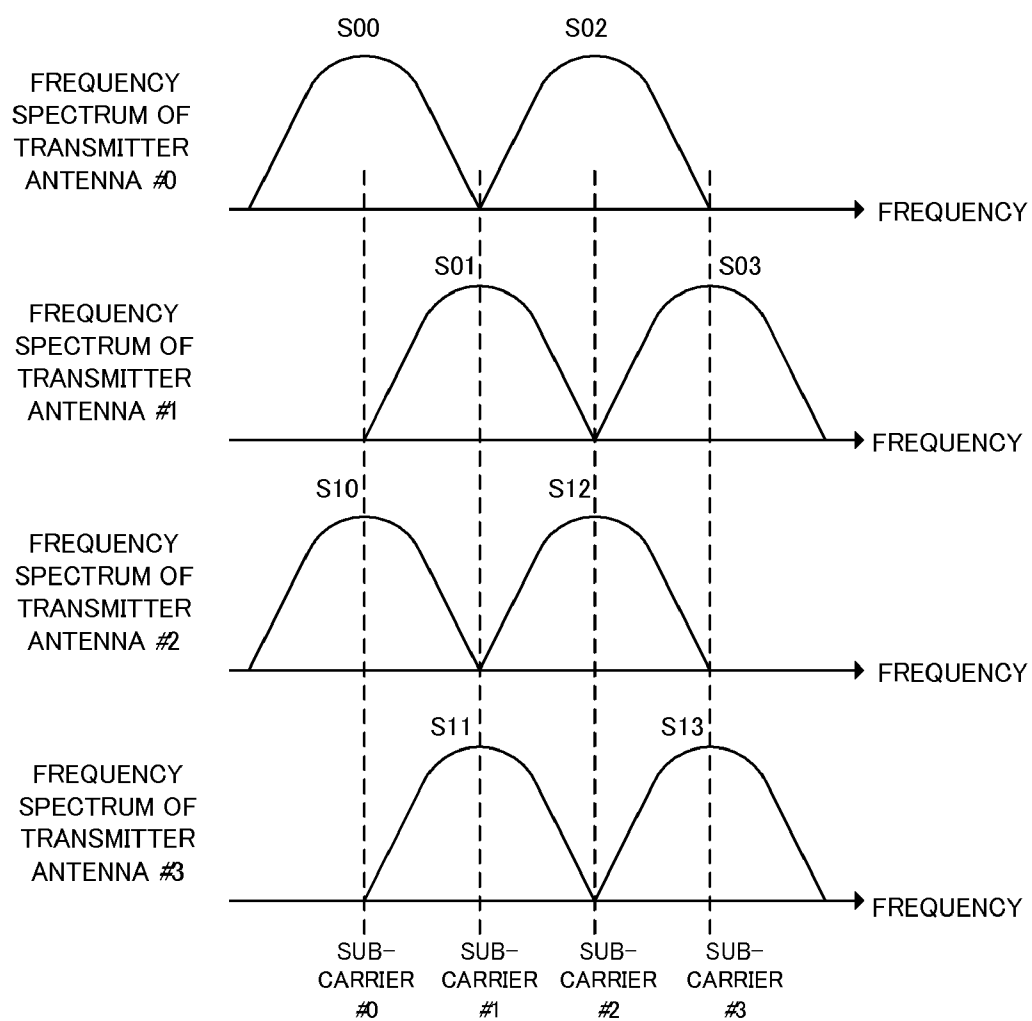 S00
S02
FREQUENCY
SPECTRUM OF
TRANSMITTER
ANTENNA #0
FREQUENCY
S01
S03
FREQUENCY
SPECTRUM OF
TRANSMITTER
ANTENNA #1
FREQUENCY
S10
S12
FREQUENCY
SPECTRUM OF
TRANSMITTER
ANTENNA #2
FREQUENCY
S11
S13
FREQUENCY
SPECTRUM OF
TRANSMITTER
ANTENNA #3
FREQUENCY
SUB-
CARRIER
#0
SUB-
CARRIER
#1
SUB-
CARRIER
#2
SUB-
CARRIER
#3